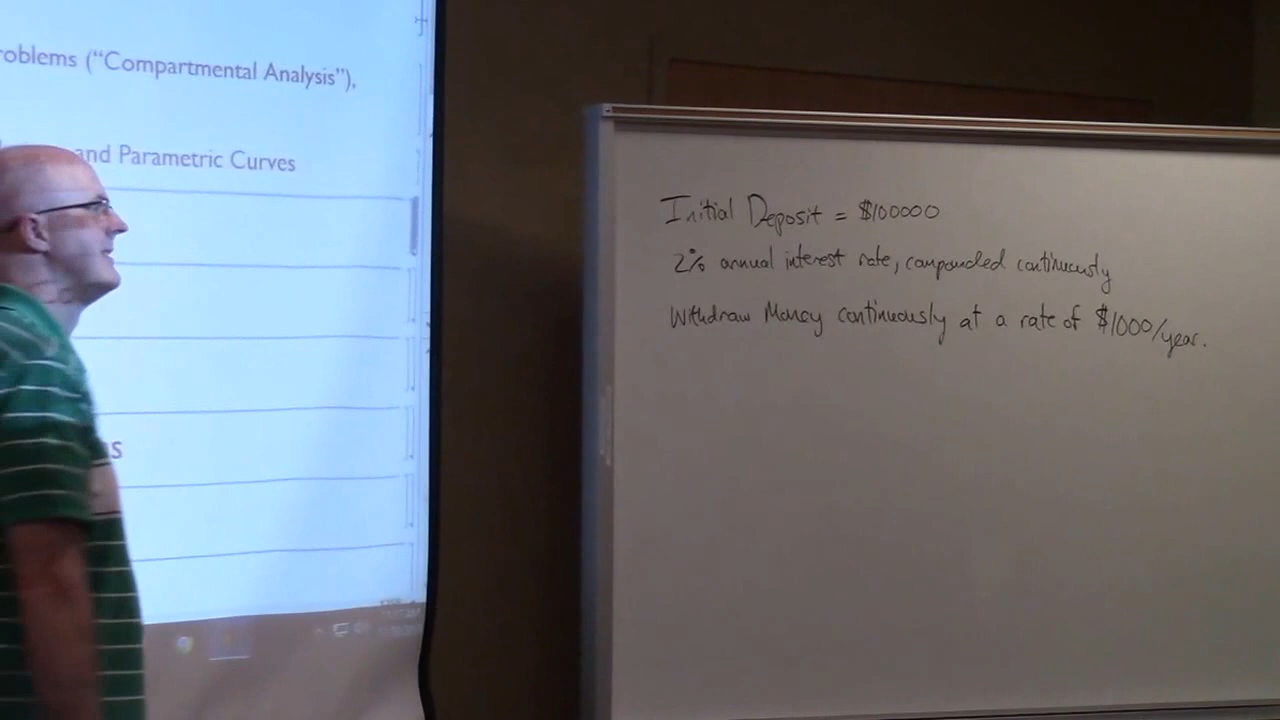 roblems ("Compartmental Analysis"),
and Parametric Curves
Initial Deposit = $100000
2% annual interest rate, compounded continuously
Withdraw Money continuously at a rate of $1000/year.